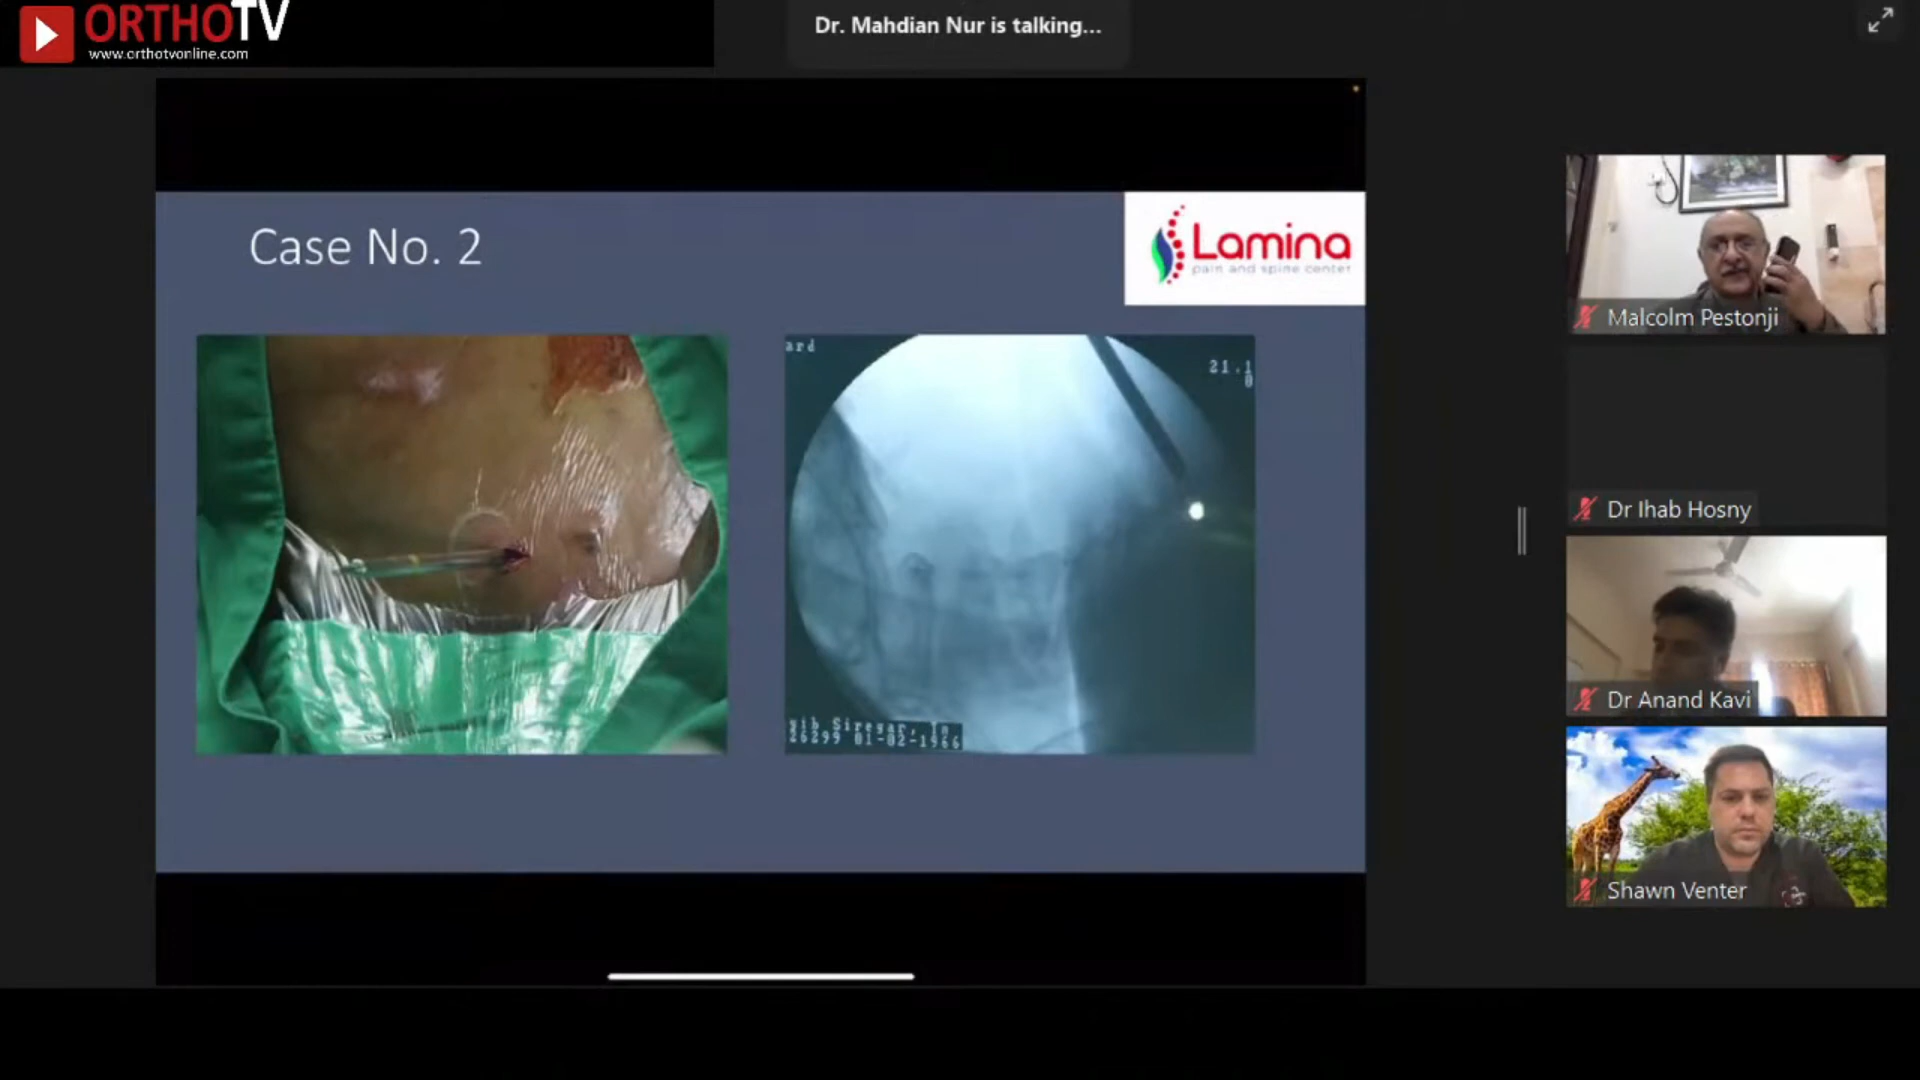 ORTHOTV
www.orthotvonline.com
Dr. Mahdian Nur is talking...
Case No. 2
Lamina
pain and spine center
ard
21.1
0
Malcolm Pestonji
Dr Ihab Hosny
Dr Anand Kavi
Shawn Venter